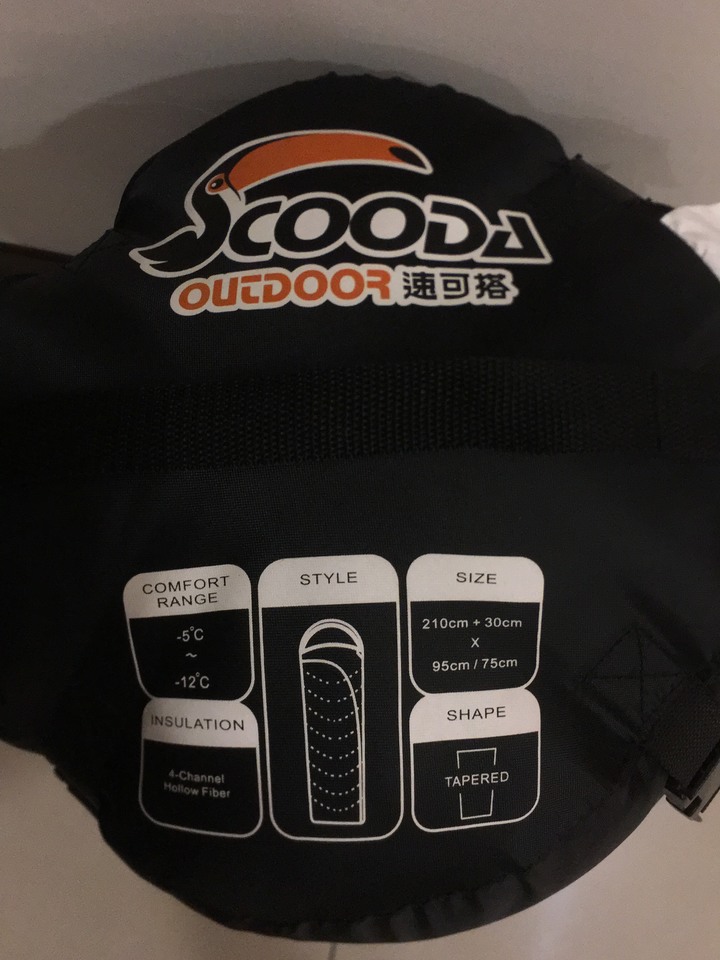 SCOODA
OUTDOOR 速可搭
COMFORT
RANGE
-5°C
~
-12°C
INSULATION
4-Channel
Hollow Fiber
STYLE
SIZE
210cm + 30cm
X
95cm / 75cm
SHAPE
TAPERED